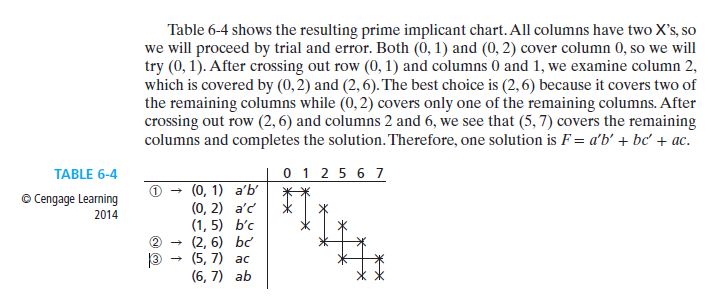 Table 6-4 shows the resulting prime implicant chart. All columns have two X's, so
we will proceed by trial and error. Both (0, 1) and (0, 2) cover column 0, so we will
try (0, 1). After crossing out row (0, 1) and columns 0 and 1, we examine column 2,
which is covered by (0, 2) and (2, 6). The best choice is (2, 6) because it covers two of
the remaining columns while (0, 2) covers only one of the remaining columns. After
crossing out row (2, 6) and columns 2 and 6, we see that (5, 7) covers the remaining
columns and completes the solution. Therefore, one solution is F = a'b' + bc' + ac.
TABLE 6-4
© Cengage Learning
2014
0 1 2 5 6 7
① → (0, 1) a'b' × ×
(0, 2) a'c' × ×
(1, 5) b'c × ×
② → (2, 6) bc' × ×
③ → (5, 7) ac × ×
(6, 7) ab × ×